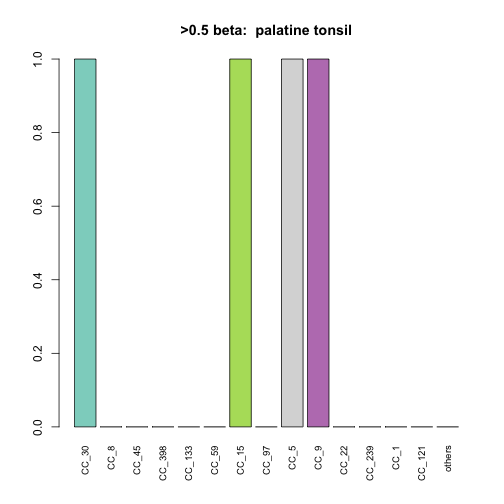 >0.5 beta:  palatine tonsil
1.0
0.8
0.6
0.4
0.2
0.0
CC_30
CC_8
CC_45
CC_398
CC_133
CC_59
CC_15
CC_97
CC_5
CC_9
CC_22
CC_239
CC_1
CC_121
others